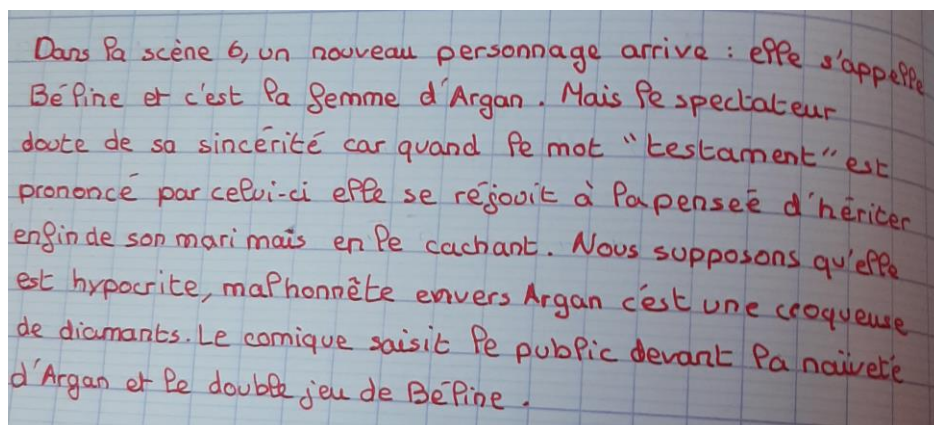 Dans la scène 6, un nouveau personnage arrive : elle s'appelle
Béline et c'est la femme d'Argan. Mais le spectateur
doute de sa sincérité car quand le mot "testament" est
prononcé par celui-ci elle se réjouit à la pensée d'hériter
enfin de son mari mais en le cachant. Nous supposons qu'elle
est hypocrite, malhonnête envers Argan c'est une croqueuse
de diamants. Le comique saisit le public devant la naïveté
d'Argan et le double jeu de Béline.